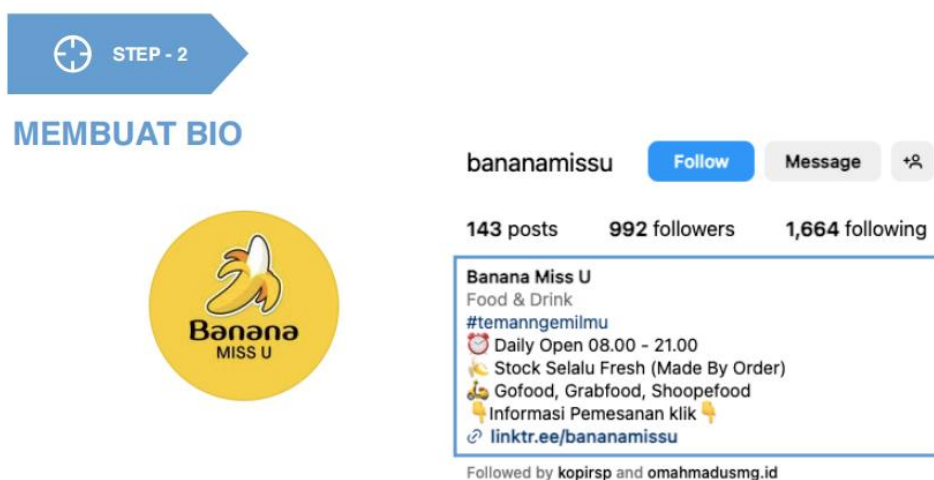 STEP - 2
MEMBUAT BIO
Banana
MISS U
bananamissu Follow Message
143 posts 992 followers 1,664 following
Banana Miss U
Food & Drink
#temanngemilmu
Daily Open 08.00 - 21.00
Stock Selalu Fresh (Made By Order)
Gofood, Grabfood, Shoopefood
Informasi Pemesanan klik
linktr.ee/bananamissu
Followed by kopirsp and omahmadusmg.id